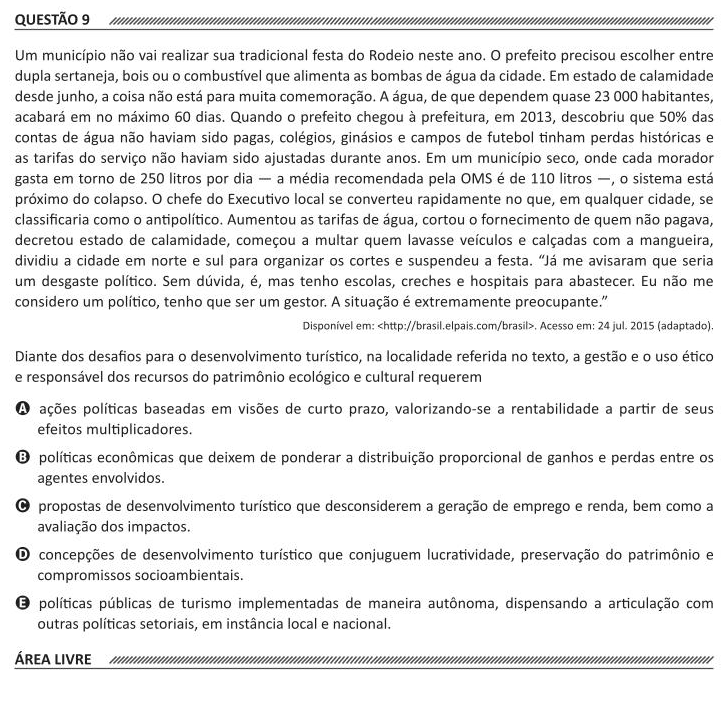 QUESTÃO 9
Um município não vai realizar sua tradicional festa do Rodeio neste ano. O prefeito precisou escolher entre
dupla sertaneja, bois ou o combustível que alimenta as bombas de água da cidade. Em estado de calamidade
desde junho, a coisa não está para muita comemoração. A água, de que dependem quase 23 000 habitantes,
acabará em no máximo 60 dias. Quando o prefeito chegou à prefeitura, em 2013, descobriu que 50% das
contas de água não haviam sido pagas, colégios, ginásios e campos de futebol tinham perdas históricas e
as tarifas do serviço não haviam sido ajustadas durante anos. Em um município seco, onde cada morador
gasta em torno de 250 litros por dia — a média recomendada pela OMS é de 110 litros —, o sistema está
próximo do colapso. O chefe do Executivo local se converteu rapidamente no que, em qualquer cidade, se
classificaria como o antipolítico. Aumentou as tarifas de água, cortou o fornecimento de quem não pagava,
decretou estado de calamidade, começou a multar quem lavasse veículos e calçadas com a mangueira,
dividiu a cidade em norte e sul para organizar os cortes e suspendeu a festa. “Já me avisaram que seria
um desgaste político. Sem dúvida, é, mas tenho escolas, creches e hospitais para abastecer. Eu não me
considero um político, tenho que ser um gestor. A situação é extremamente preocupante.”
Disponível em: <http://brasil.elpais.com/brasil>. Acesso em: 24 jul. 2015 (adaptado).
Diante dos desafios para o desenvolvimento turístico, na localidade referida no texto, a gestão e o uso ético
e responsável dos recursos do patrimônio ecológico e cultural requerem
A ações políticas baseadas em visões de curto prazo, valorizando-se a rentabilidade a partir de seus
efeitos multiplicadores.
B políticas econômicas que deixem de ponderar a distribuição proporcional de ganhos e perdas entre os
agentes envolvidos.
C propostas de desenvolvimento turístico que desconsiderem a geração de emprego e renda, bem como a
avaliação dos impactos.
D concepções de desenvolvimento turístico que conjuguem lucratividade, preservação do patrimônio e
compromissos socioambientais.
E políticas públicas de turismo implementadas de maneira autônoma, dispensando a articulação com
outras políticas setoriais, em instância local e nacional.
ÁREA LIVRE